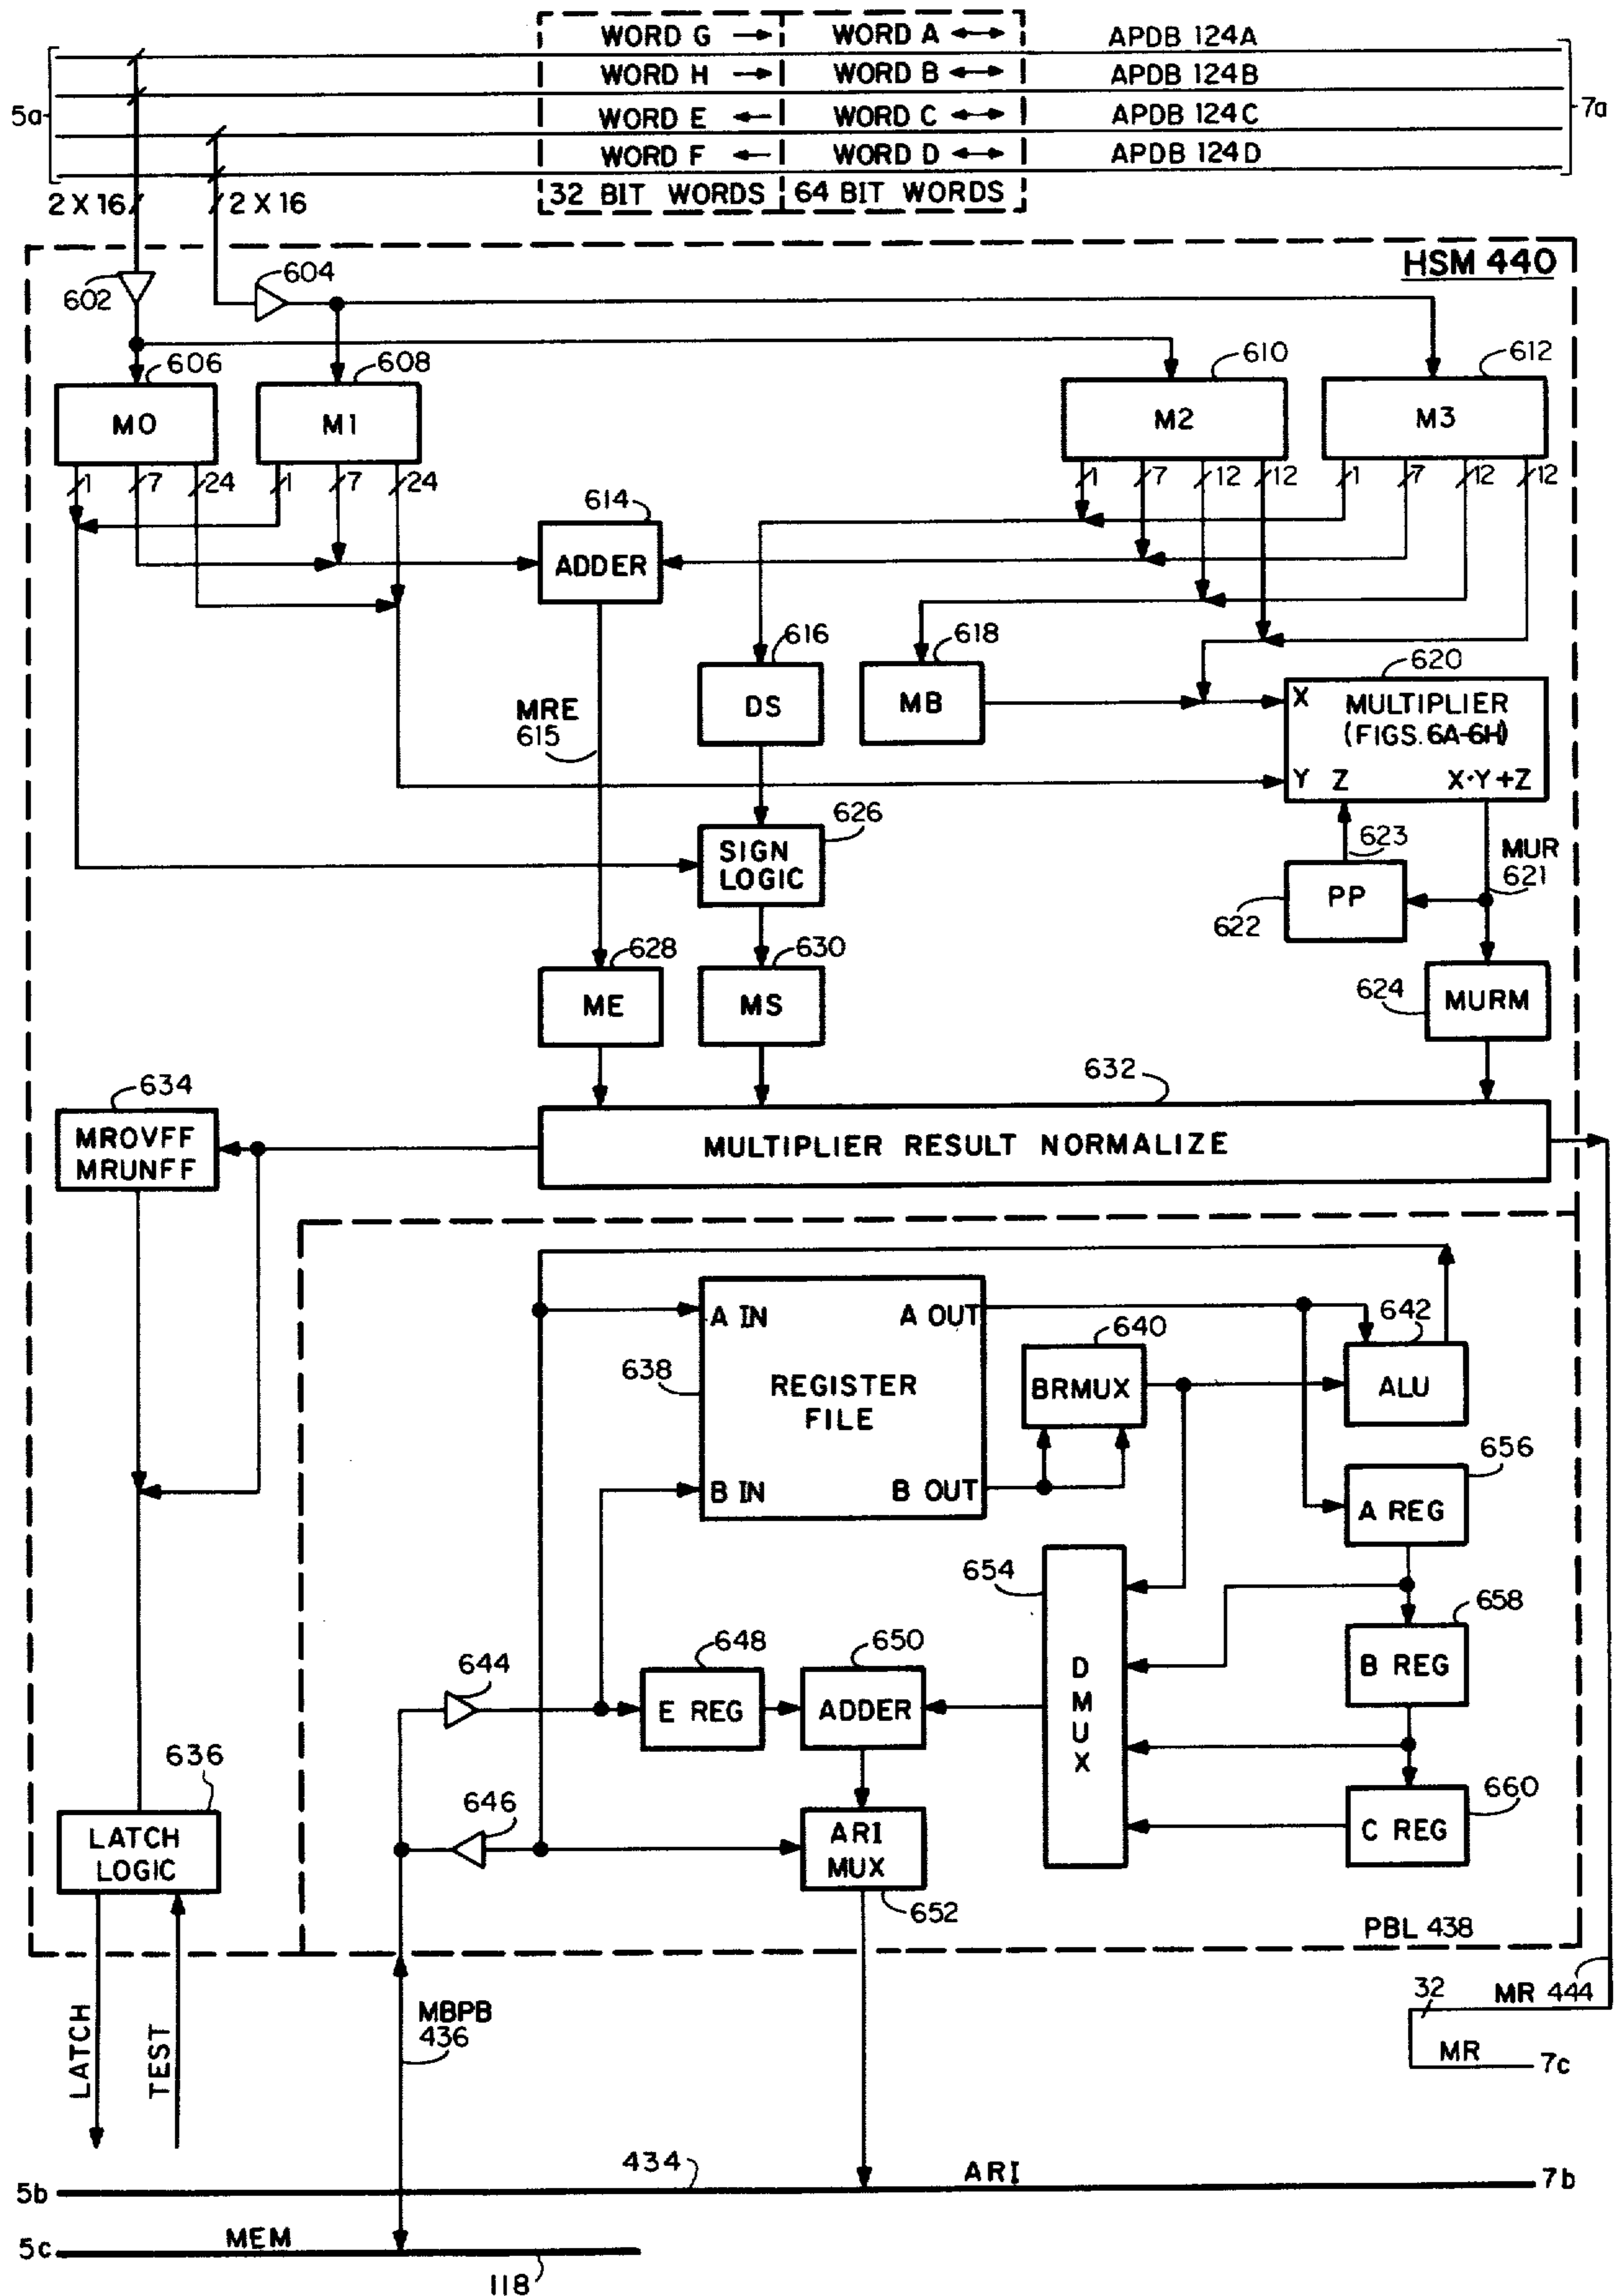 WORD G → WORD A ↔ APDB 124A
WORD H → WORD B ↔ APDB 124B
5a 7a
WORD E ← WORD C ↔ APDB 124C
WORD F ← WORD D ↔ APDB 124D
2 X 16 2 X 16 32 BIT WORDS 64 BIT WORDS
HSM 440
602 604
606 608 610 612
M0 M1 M2 M3
1 7 24 1 7 24 1 7 12 12 1 7 12 12
614
ADDER
616 618 620
DS MB X MULTIPLIER
(FIGS. 6A-6H)
MRE
615
Y Z X·Y+Z
626 623 MUR
621
SIGN
LOGIC
PP
622
628 630 624
ME MS MURM
634 632
MROVFF
MRUNFF
MULTIPLIER RESULT NORMALIZE
A IN A OUT 642
640
638 REGISTER
FILE
BRMUX ALU
656
B IN B OUT A REG
654
658
644 648 650 D
MUX
B REG
E REG ADDER
636 646 660
LATCH
LOGIC
ARI
MUX
C REG
652
PBL 438
LATCH TEST
MBPB
436
32 MR 444
MR 7c
434 ARI 7b
5b
5c MEM
118